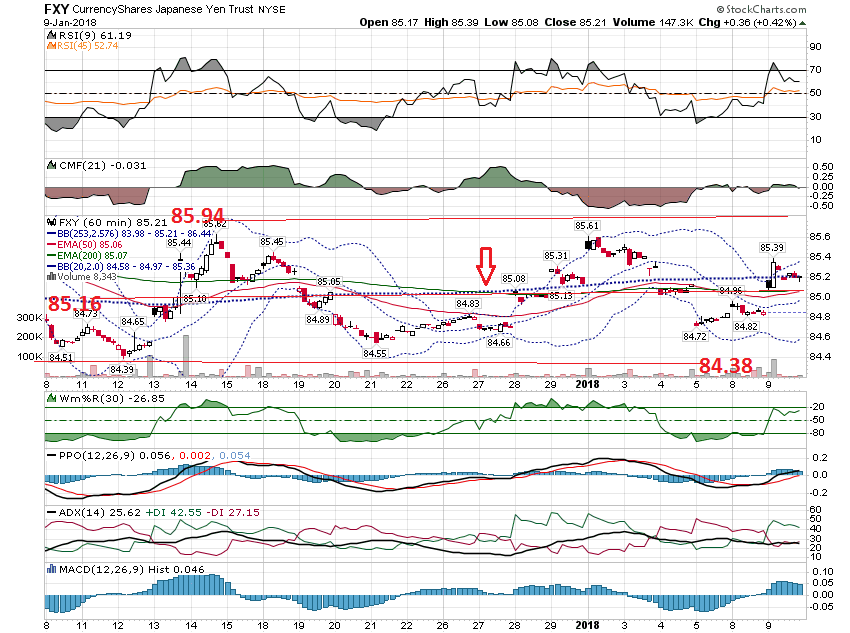 FXY CurrencyShares Japanese Yen Trust NYSE © StockCharts.com
9-Jan-2018 Open 85.17 High 85.39 Low 85.08 Close 85.21 Volume 147.3K Chg +0.36 (+0.42%)
RSI(9) 61.19
RSI(45) 52.74
90
70
50
30
10
CMF(21) -0.031
0.50
0.25
0.00
-0.25
-0.50
FXY (60 min) 85.21
BB(253,2.576) 83.98 - 85.21 - 86.44
EMA(50) 85.06
EMA(200) 85.07
BB(20,2.0) 84.58 - 84.97 - 85.36
Volume 8,343
85.94
85.16
84.38
85.62
85.44
85.45
85.61
85.31
85.39
85.08
85.05
85.10
85.13
84.96
84.83
84.89
84.73
84.65
84.66
84.82
84.72
84.55
84.51
84.39
85.6
85.4
85.2
85.0
84.8
84.6
84.4
300K
200K
100K
8 11 12 13 14 15 18 19 20 21 22 26 27 28 29 2018 3 4 5 8 9
Wm%R(30) -26.85
-20
-50
-80
PPO(12,26,9) 0.056, 0.002, 0.054
0.2
0.0
-0.2
ADX(14) 25.62 +DI 42.55 -DI 27.15
60
50
40
30
20
10
MACD(12,26,9) Hist 0.046
0.10
0.05
0.00
-0.05
8 11 12 13 14 15 18 19 20 21 22 26 27 28 29 2018 3 4 5 8 9